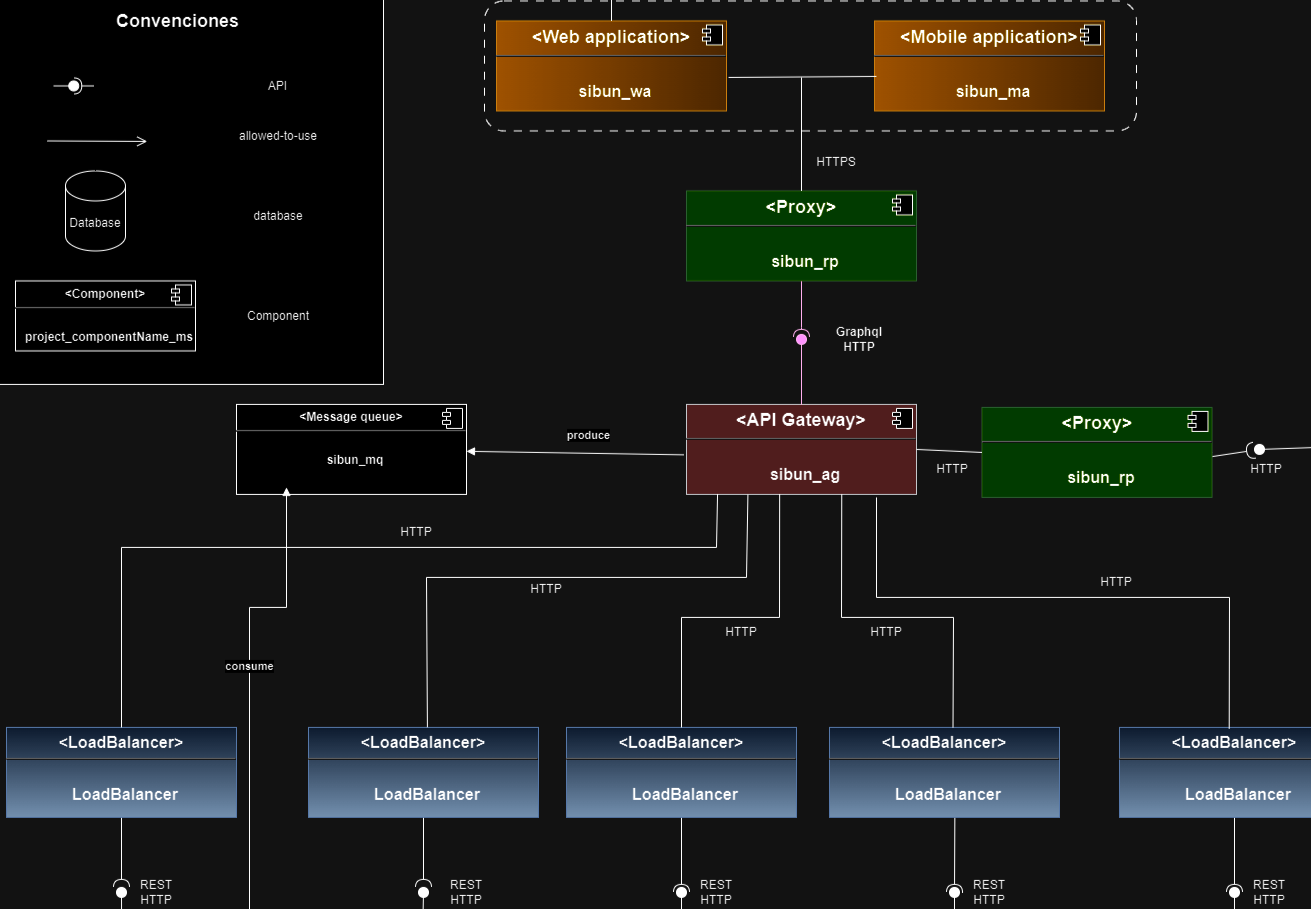 Convenciones
API
allowed-to-use
Database
database
<Component>
project_componentName_ms
Component
<Web application>
sibun_wa
<Mobile application>
sibun_ma
HTTPS
<Proxy>
sibun_rp
Graphql
HTTP
<Message queue>
sibun_mq
produce
<API Gateway>
sibun_ag
HTTP
<Proxy>
sibun_rp
HTTP
HTTP
HTTP
HTTP
HTTP
HTTP
consume
<LoadBalancer>
LoadBalancer
<LoadBalancer>
LoadBalancer
<LoadBalancer>
LoadBalancer
<LoadBalancer>
LoadBalancer
<LoadBalancer>
LoadBalancer
REST
HTTP
REST
HTTP
REST
HTTP
REST
HTTP
REST
HTTP